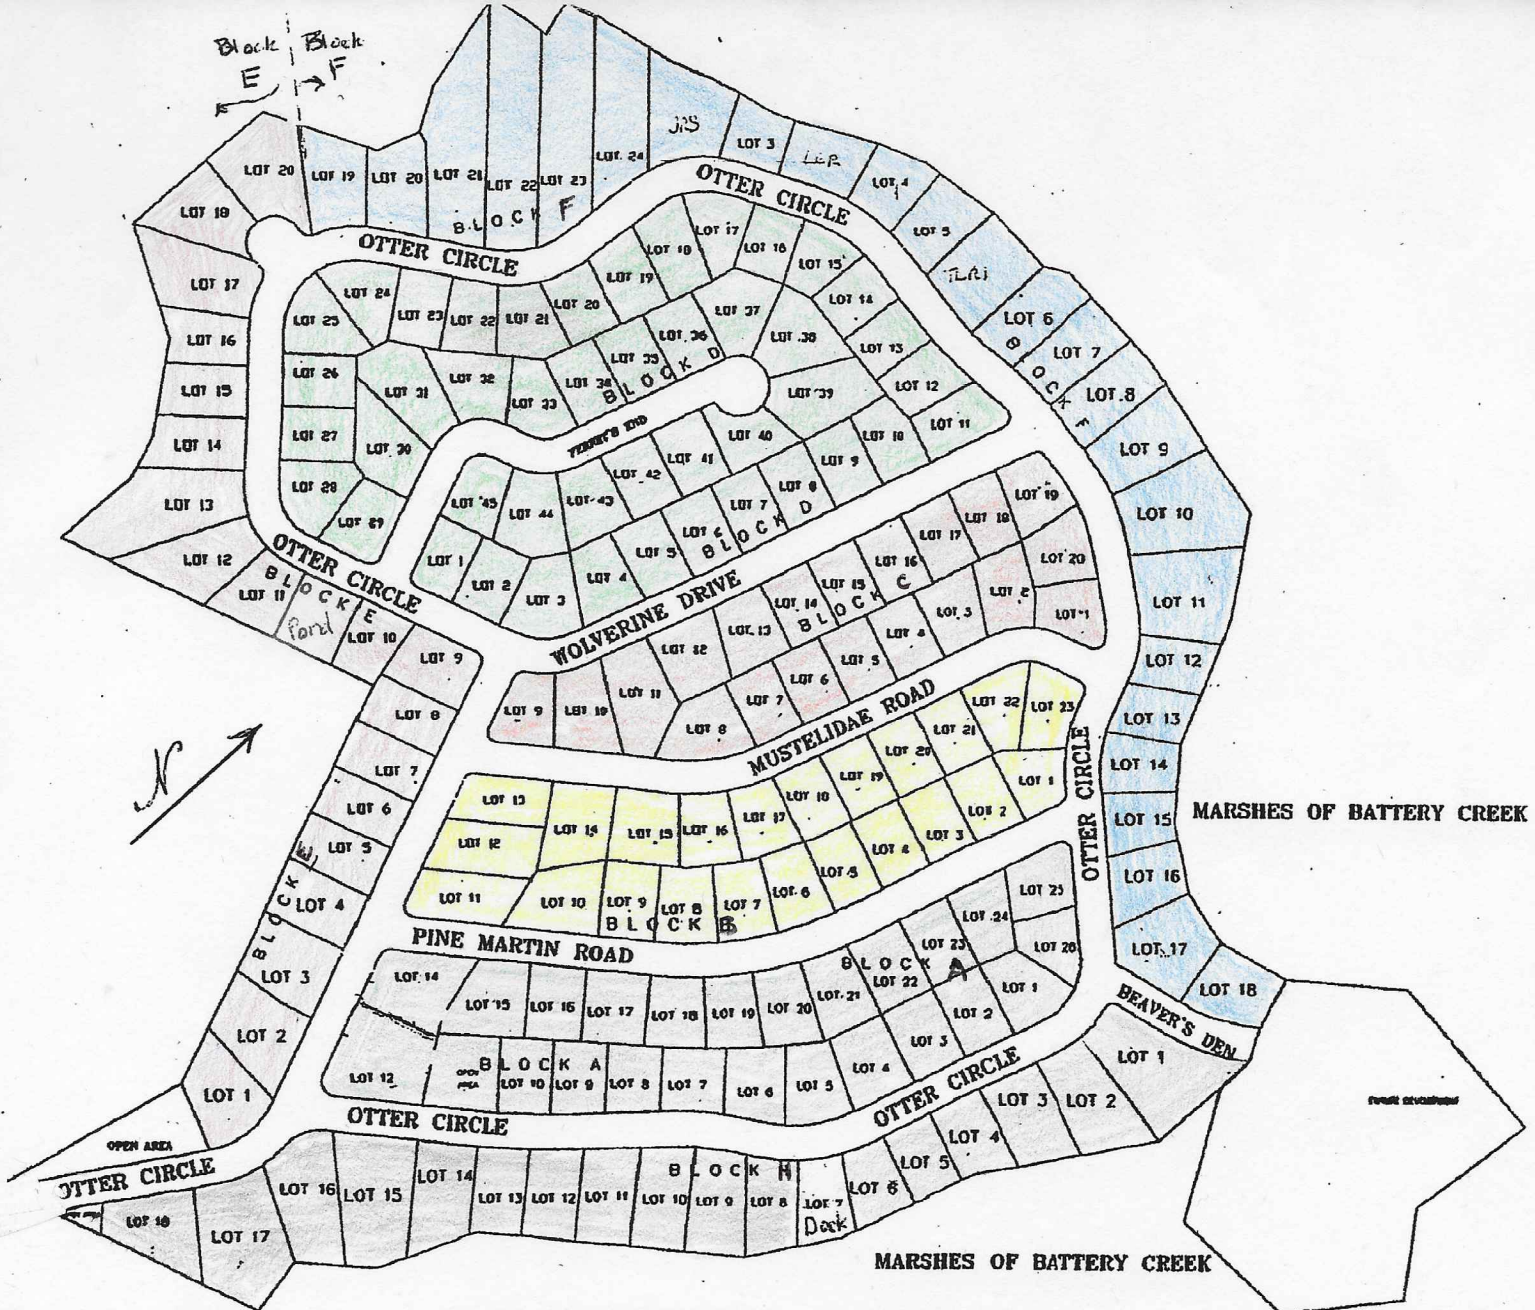 Block Block
E F
JRS
LOT 3
LER
LOT 4
LOT 5
LOT 24
LOT 20
LOT 19
LOT 20
LOT 21
LOT 22
LOT 23
BLOCK F
OTTER CIRCLE
LOT 18
LOT 17
OTTER CIRCLE
LOT 17
LOT 18
LOT 16
LOT 19
LOT 15
LOT 20
LOT 14
LOT 24
LOT 23
LOT 22
LOT 21
LOT 25
LOT 37
LOT 36
LOT 38
LOT 35
LOT 13
LOT 6
LOT 7
LOT 8
BLOCK F
LOT 16
LOT 15
LOT 14
LOT 13
LOT 12
LOT 11
LOT 26
LOT 27
LOT 28
LOT 29
LOT 31
LOT 30
LOT 32
LOT 33
LOT 34
BLOCK D
LOT 39
LOT 12
LOT 11
LOT 10
LOT 9
LOT 40
LOT 41
LOT 42
LOT 43
LOT 44
LOT 45
LOT 8
LOT 7
LOT 6
LOT 5
LOT 4
LOT 3
LOT 2
LOT 1
BLOCK D
LOT 9
LOT 10
LOT 11
LOT 12
LOT 13
LOT 14
LOT 15
LOT 16
LOT 17
LOT 18
OTTER CIRCLE
BLOCK E
Pond
LOT 10
LOT 9
LOT 8
LOT 7
LOT 6
LOT 5
LOT 4
LOT 3
LOT 2
LOT 1
BLOCK E
WOLVERINE DRIVE
LOT 19
LOT 18
LOT 17
LOT 16
LOT 15
LOT 14
LOT 13
LOT 12
LOT 11
LOT 10
LOT 9
LOT 20
LOT 1
LOT 2
LOT 3
LOT 4
LOT 5
LOT 6
LOT 7
LOT 8
BLOCK C
MUSTELIDAE ROAD
N
LOT 23
LOT 22
LOT 21
LOT 20
LOT 19
LOT 18
LOT 17
LOT 16
LOT 15
LOT 14
LOT 13
LOT 12
LOT 11
LOT 10
LOT 9
LOT 8
LOT 7
LOT 6
LOT 5
LOT 4
LOT 3
LOT 2
LOT 1
BLOCK B
OTTER CIRCLE
OTTER CIRCLE
MARSHES OF BATTERY CREEK
PINE MARTIN ROAD
LOT 14
LOT 15
LOT 16
LOT 17
LOT 18
LOT 19
LOT 20
LOT 21
LOT 22
LOT 23
LOT 24
LOT 25
LOT 26
BLOCK A
LOT 1
LOT 2
LOT 3
LOT 4
LOT 5
LOT 6
LOT 7
LOT 8
LOT 9
LOT 10
OPEN
AREA
LOT 12
BLOCK A
BEAVER'S DEN
OTTER CIRCLE
OTTER CIRCLE
OPEN AREA
OTTER CIRCLE
LOT 1
LOT 2
LOT 3
LOT 4
LOT 5
LOT 6
LOT 7
Dock
LOT 8
LOT 9
LOT 10
LOT 11
LOT 12
LOT 13
LOT 14
LOT 15
LOT 16
LOT 17
LOT 18
BLOCK H
MARSHES OF BATTERY CREEK